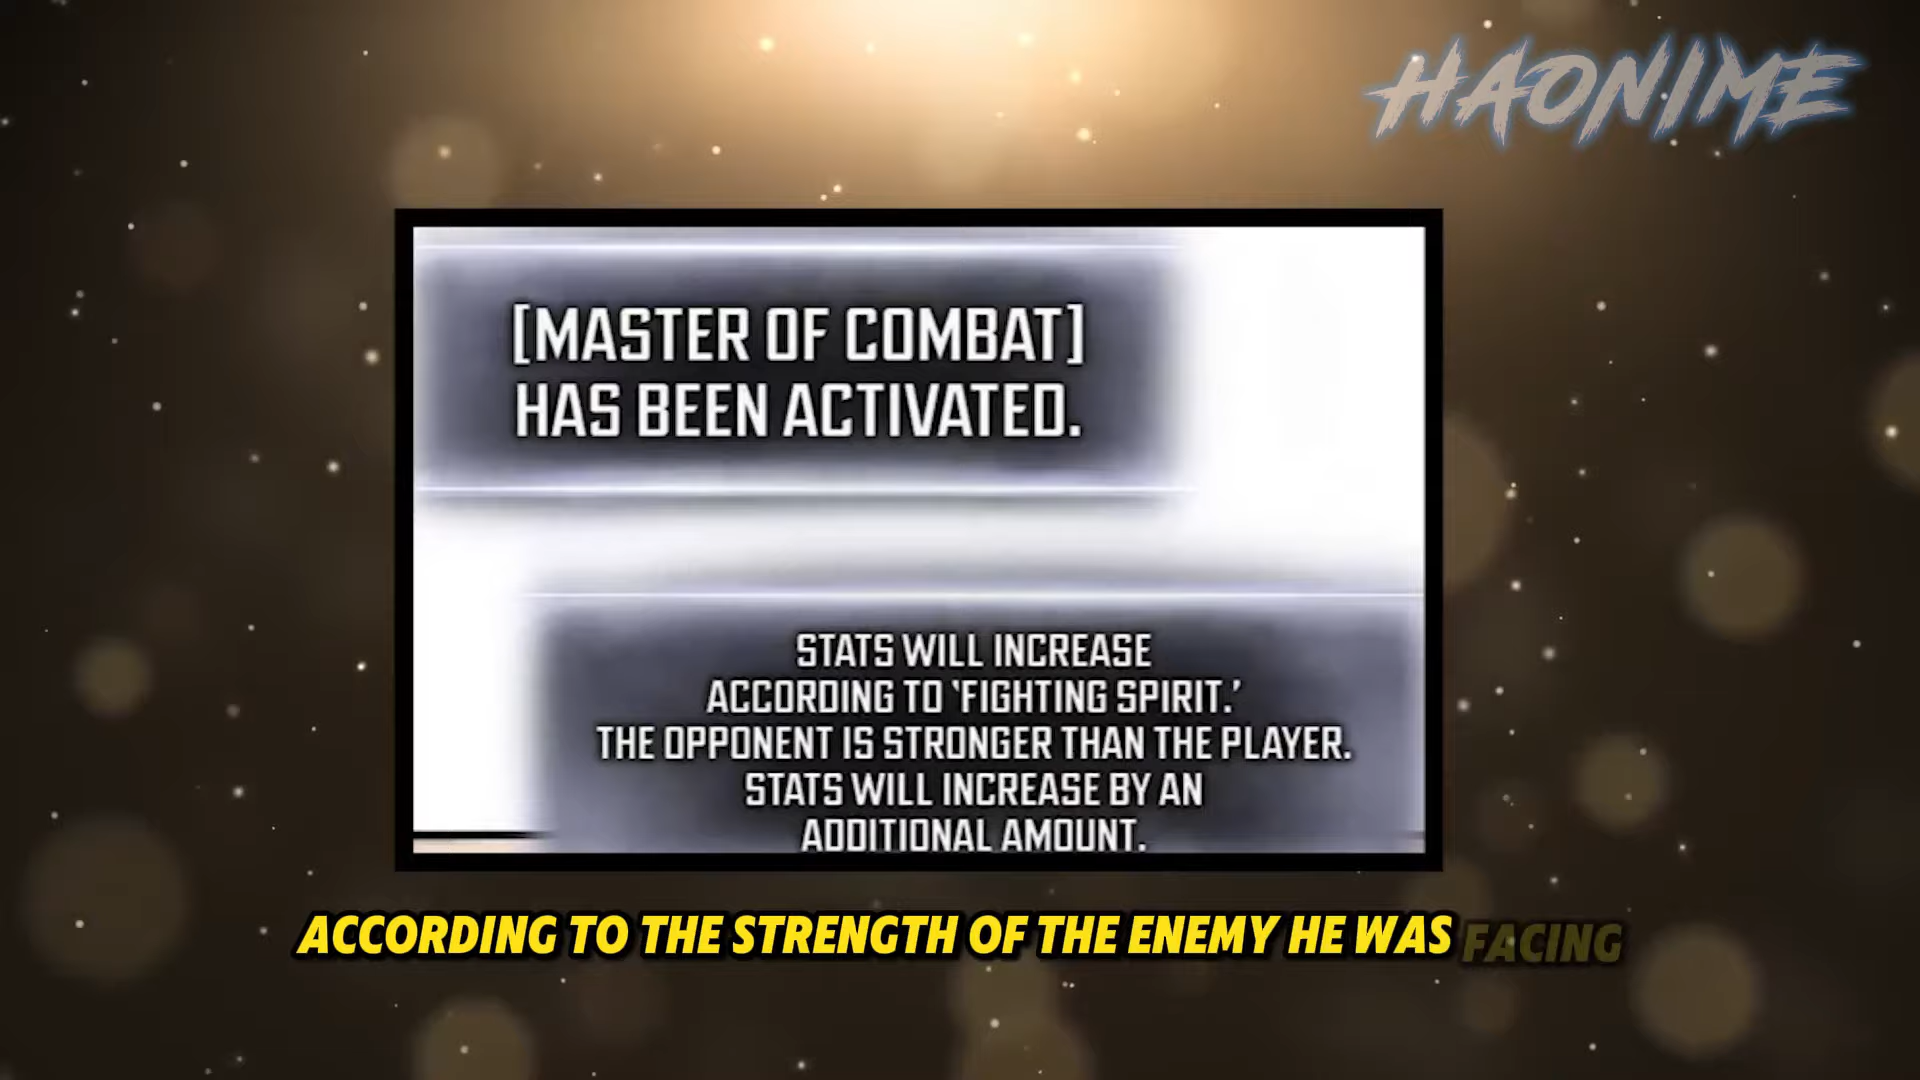 HAONIME
[MASTER OF COMBAT]
HAS BEEN ACTIVATED.
STATS WILL INCREASE
ACCORDING TO ‘FIGHTING SPIRIT.’
THE OPPONENT IS STRONGER THAN THE PLAYER.
STATS WILL INCREASE BY AN
ADDITIONAL AMOUNT.
ACCORDING TO THE STRENGTH OF THE ENEMY HE WAS FACING